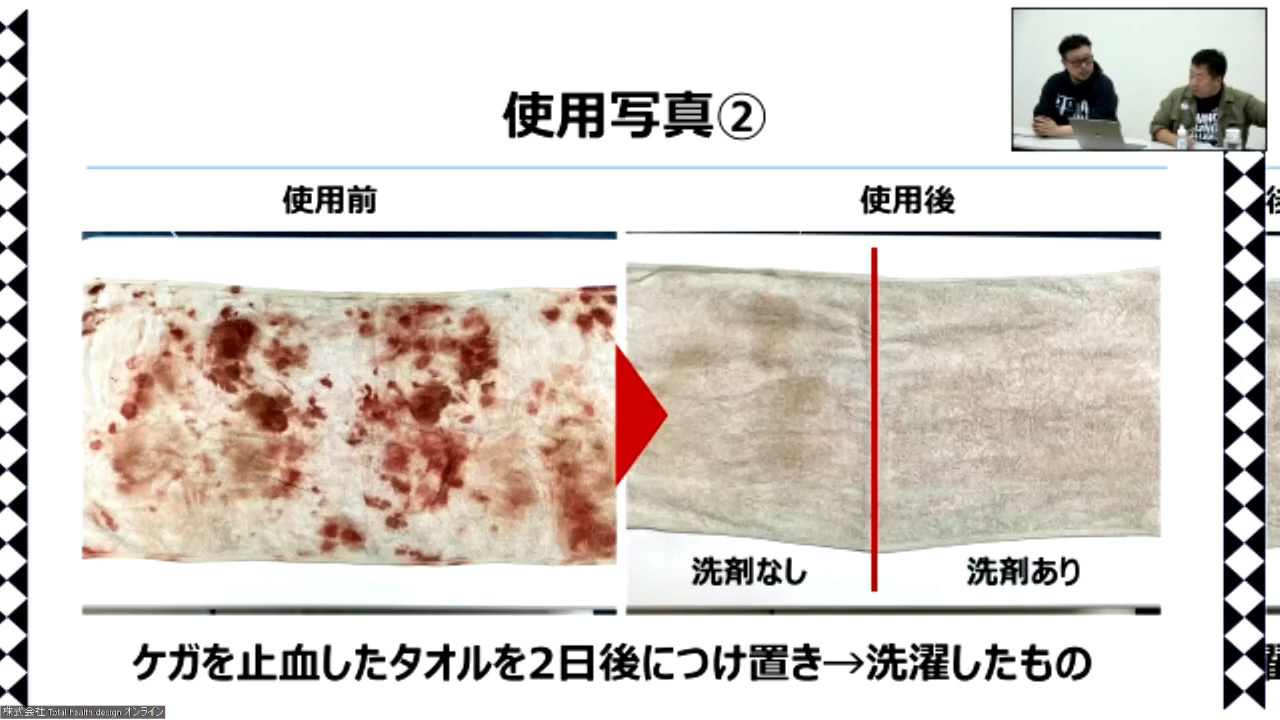 使用写真②
使用前
使用後
洗剤なし
洗剤あり
ケガを止血したタオルを2日後につけ置き→洗濯したもの
株式会社 Total health design オンライン